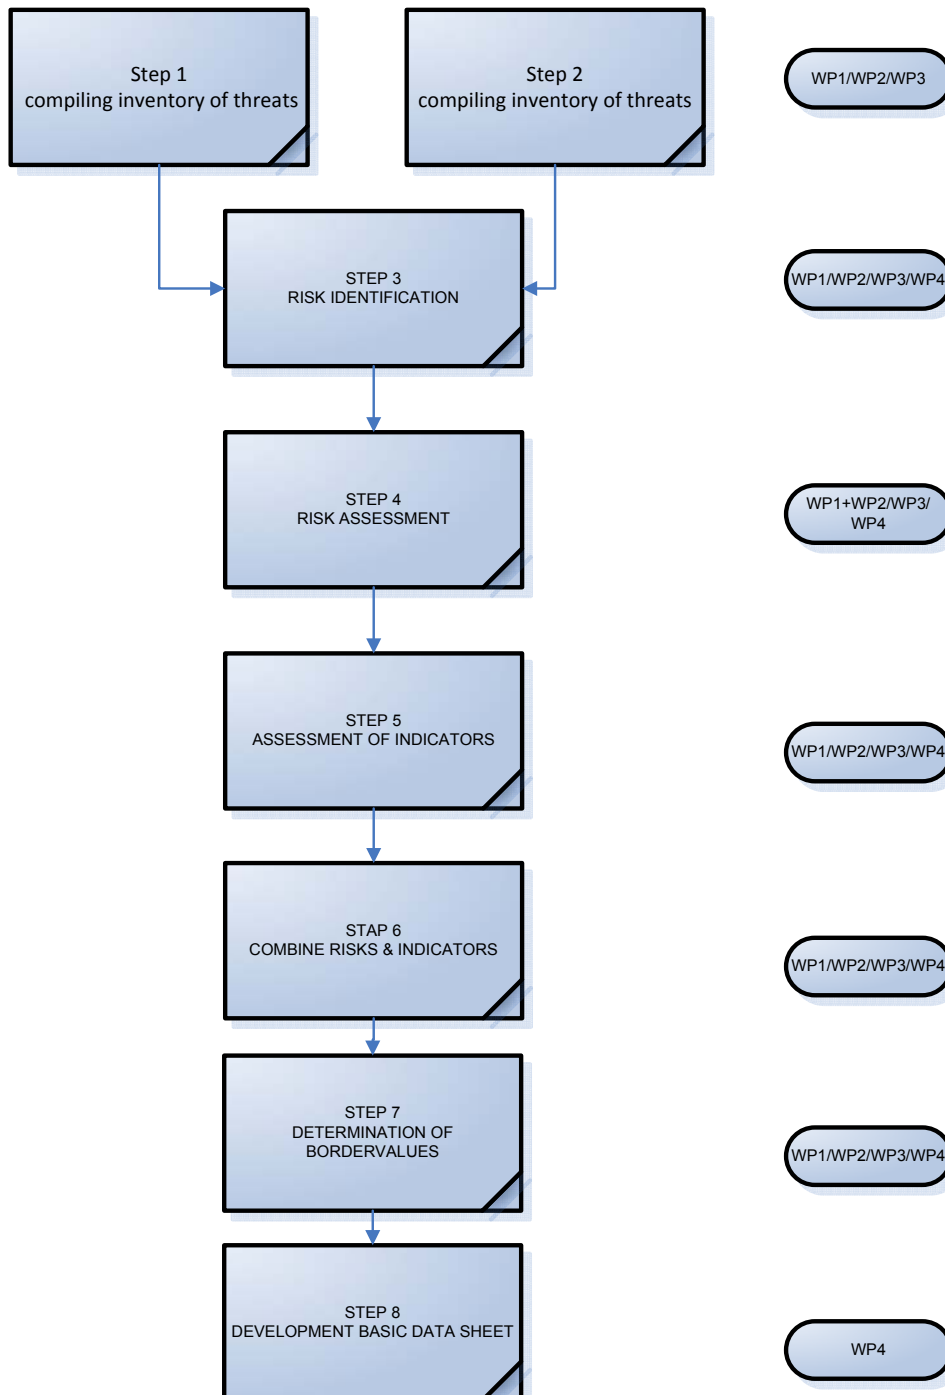 Step 1
compiling inventory of threats
Step 2
compiling inventory of threats
WP1/WP2/WP3
STEP 3
RISK IDENTIFICATION
WP1/WP2/WP3/WP4
STEP 4
RISK ASSESSMENT
WP1+WP2/WP3/
WP4
STEP 5
ASSESSMENT OF INDICATORS
WP1/WP2/WP3/WP4
STAP 6
COMBINE RISKS & INDICATORS
WP1/WP2/WP3/WP4
STEP 7
DETERMINATION OF
BORDERVALUES
WP1/WP2/WP3/WP4
STEP 8
DEVELOPMENT BASIC DATA SHEET
WP4